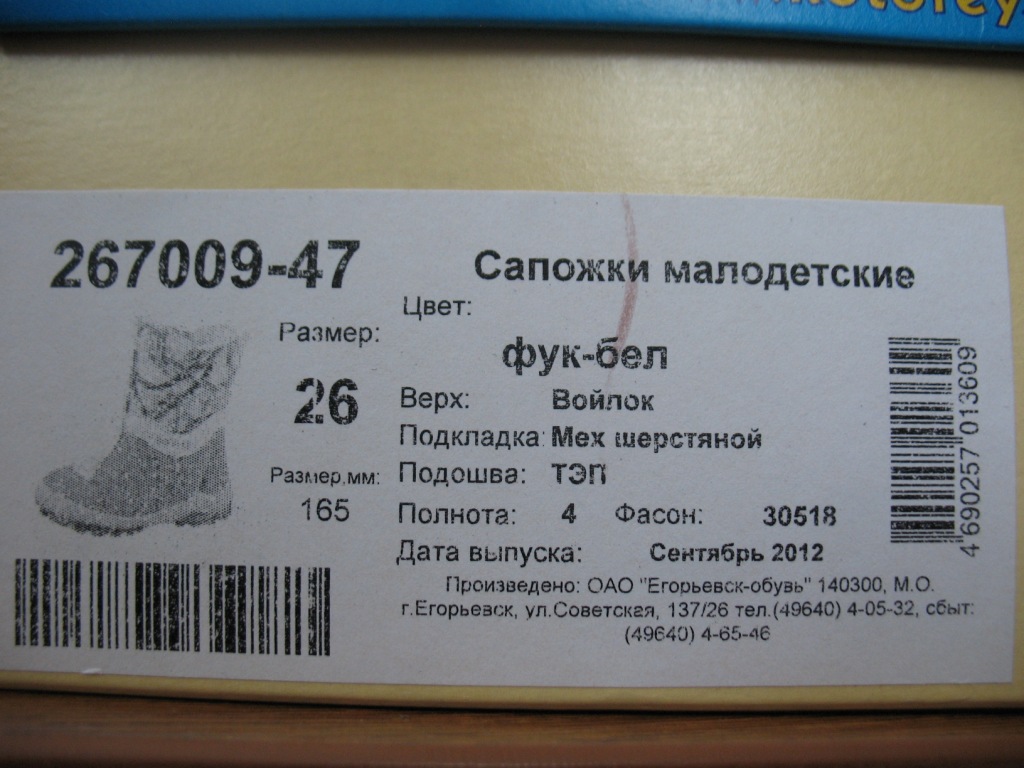 267009-47
Сапожки малодетские
Цвет:
Размер:
фук-бел
26
Верх: Войлок
Подкладка: Мех шерстяной
Размер,мм:
Подошва: ТЭП
165
Полнота: 4 Фасон: 30518
Дата выпуска: Сентябрь 2012
Произведено: ОАО "Егорьевск-обувь" 140300, М.О.
г.Егорьевск, ул.Советская, 137/26 тел.(49640) 4-05-32, сбыт:
(49640) 4-65-46
4 690257 013609